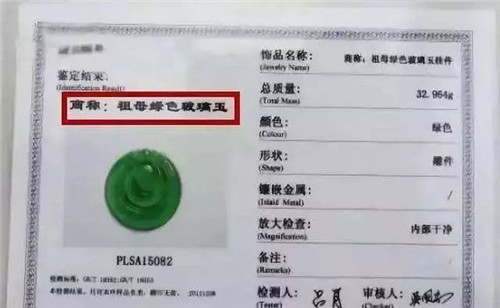 鉴定结果:
(Identification Result)
商称：祖母绿色玻璃玉
PLSA15082
检测标准:
饰品名称:
(Jewelry Name)
商称：祖母绿色玻璃玉挂件
总质量:
(Total Mass)
32.964g
颜色:
(Colour)
绿色
形状:
(Shape)
雕件
镶嵌金属:
(Inlaid Metal)
/
放大检查:
(Magnification)
内部干净
备注:
(Remarks)
检测人:
(Tester)
审核人:
(Checker)